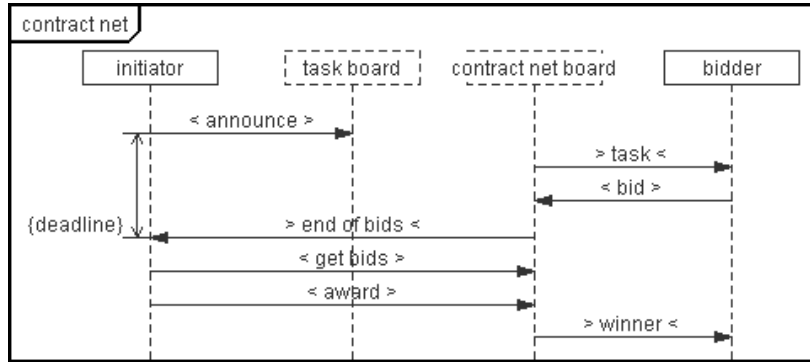 contract net
initiator
task board
contract net board
bidder
< announce >
> task <
< bid >
{deadline}
> end of bids <
< get bids >
< award >
> winner <